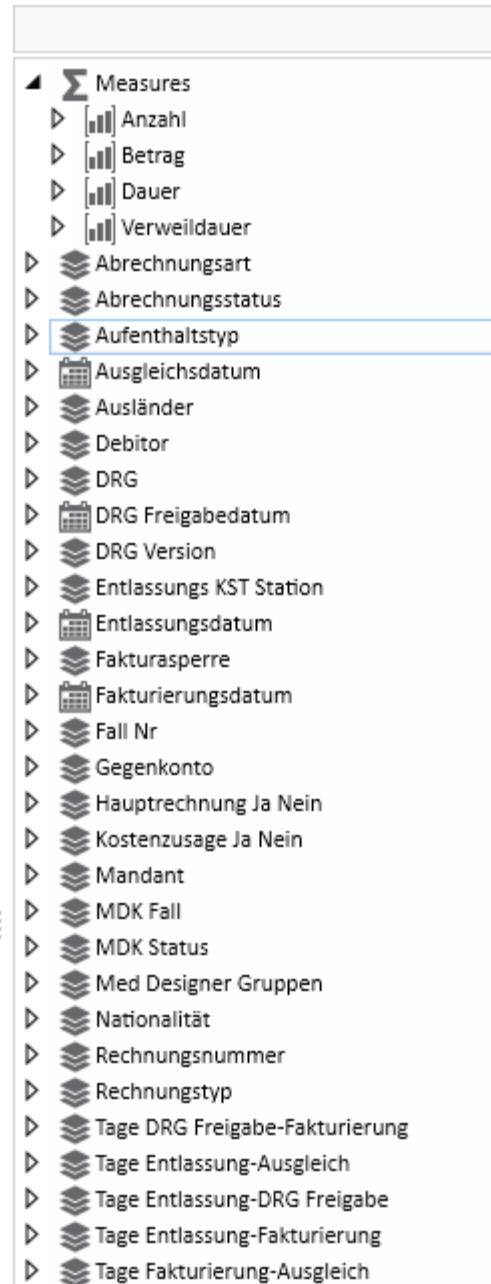 Measures
Anzahl
Betrag
Dauer
Verweildauer
Abrechnungsart
Abrechnungsstatus
Aufenthaltstyp
Ausgleichsdatum
Ausländer
Debitor
DRG
DRG Freigabedatum
DRG Version
Entlassungs KST Station
Entlassungsdatum
Fakturasperre
Fakturierungsdatum
Fall Nr
Gegenkonto
Hauptrechnung Ja Nein
Kostenzusage Ja Nein
Mandant
MDK Fall
MDK Status
Med Designer Gruppen
Nationalität
Rechnungsnummer
Rechnungstyp
Tage DRG Freigabe-Fakturierung
Tage Entlassung-Ausgleich
Tage Entlassung-DRG Freigabe
Tage Entlassung-Fakturierung
Tage Fakturierung-Ausgleich